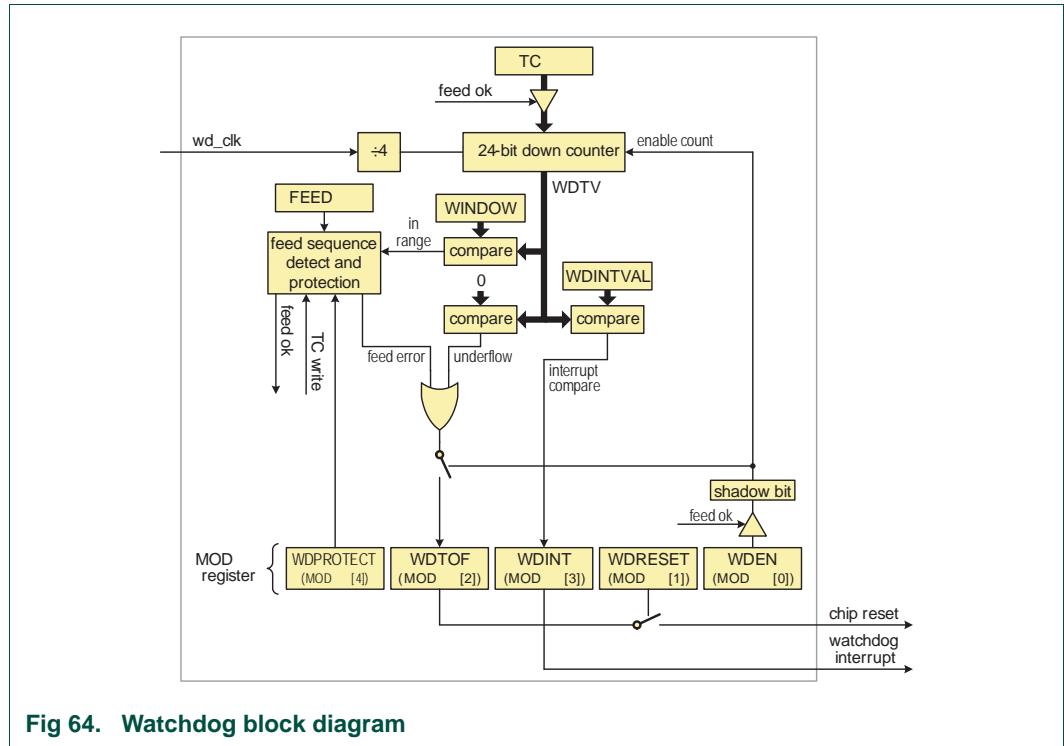 TC
feed ok
wd_clk
÷4
24-bit down counter
enable count
WDTV
FEED
WINDOW
in
range
compare
feed sequence
detect and
protection
WDINTVAL
0
compare
compare
feed ok
TC write
feed error
underflow
interrupt
compare
shadow bit
feed ok
MOD
register
WDPROTECT
(MOD [4])
WDTOF
(MOD [2])
WDINT
(MOD [3])
WDRESET
(MOD [1])
WDEN
(MOD [0])
chip reset
watchdog
interrupt
Fig 64. Watchdog block diagram